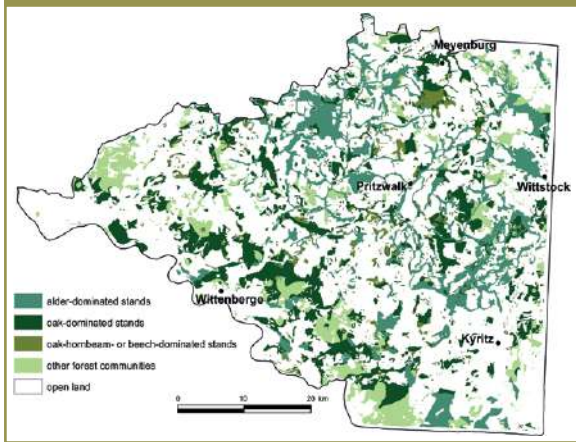 Meyenburg
Pritzwalk
Wittstock
Wittenberge
Kyritz
alder-dominated stands
oak-dominated stands
oak-hornbeam- or beech-dominated stands
other forest communities
open land
0 10 20 km